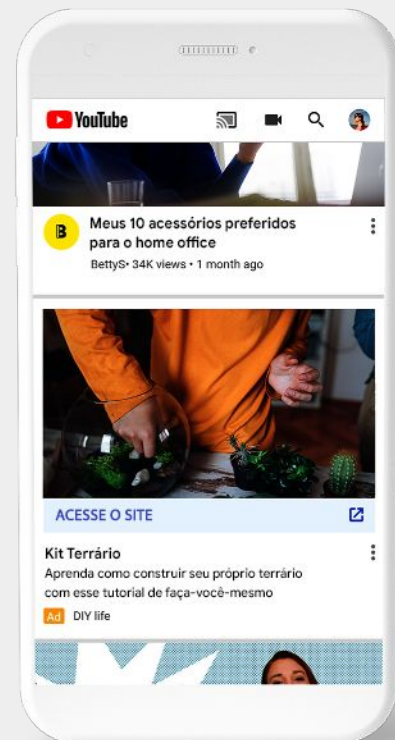 YouTube
B
Meus 10 acessórios preferidos
para o home office
BettyS• 34K views • 1 month ago
ACESSE O SITE
Kit Terrário
Aprenda como construir seu próprio terrário
com esse tutorial de faça-você-mesmo
Ad DIY life